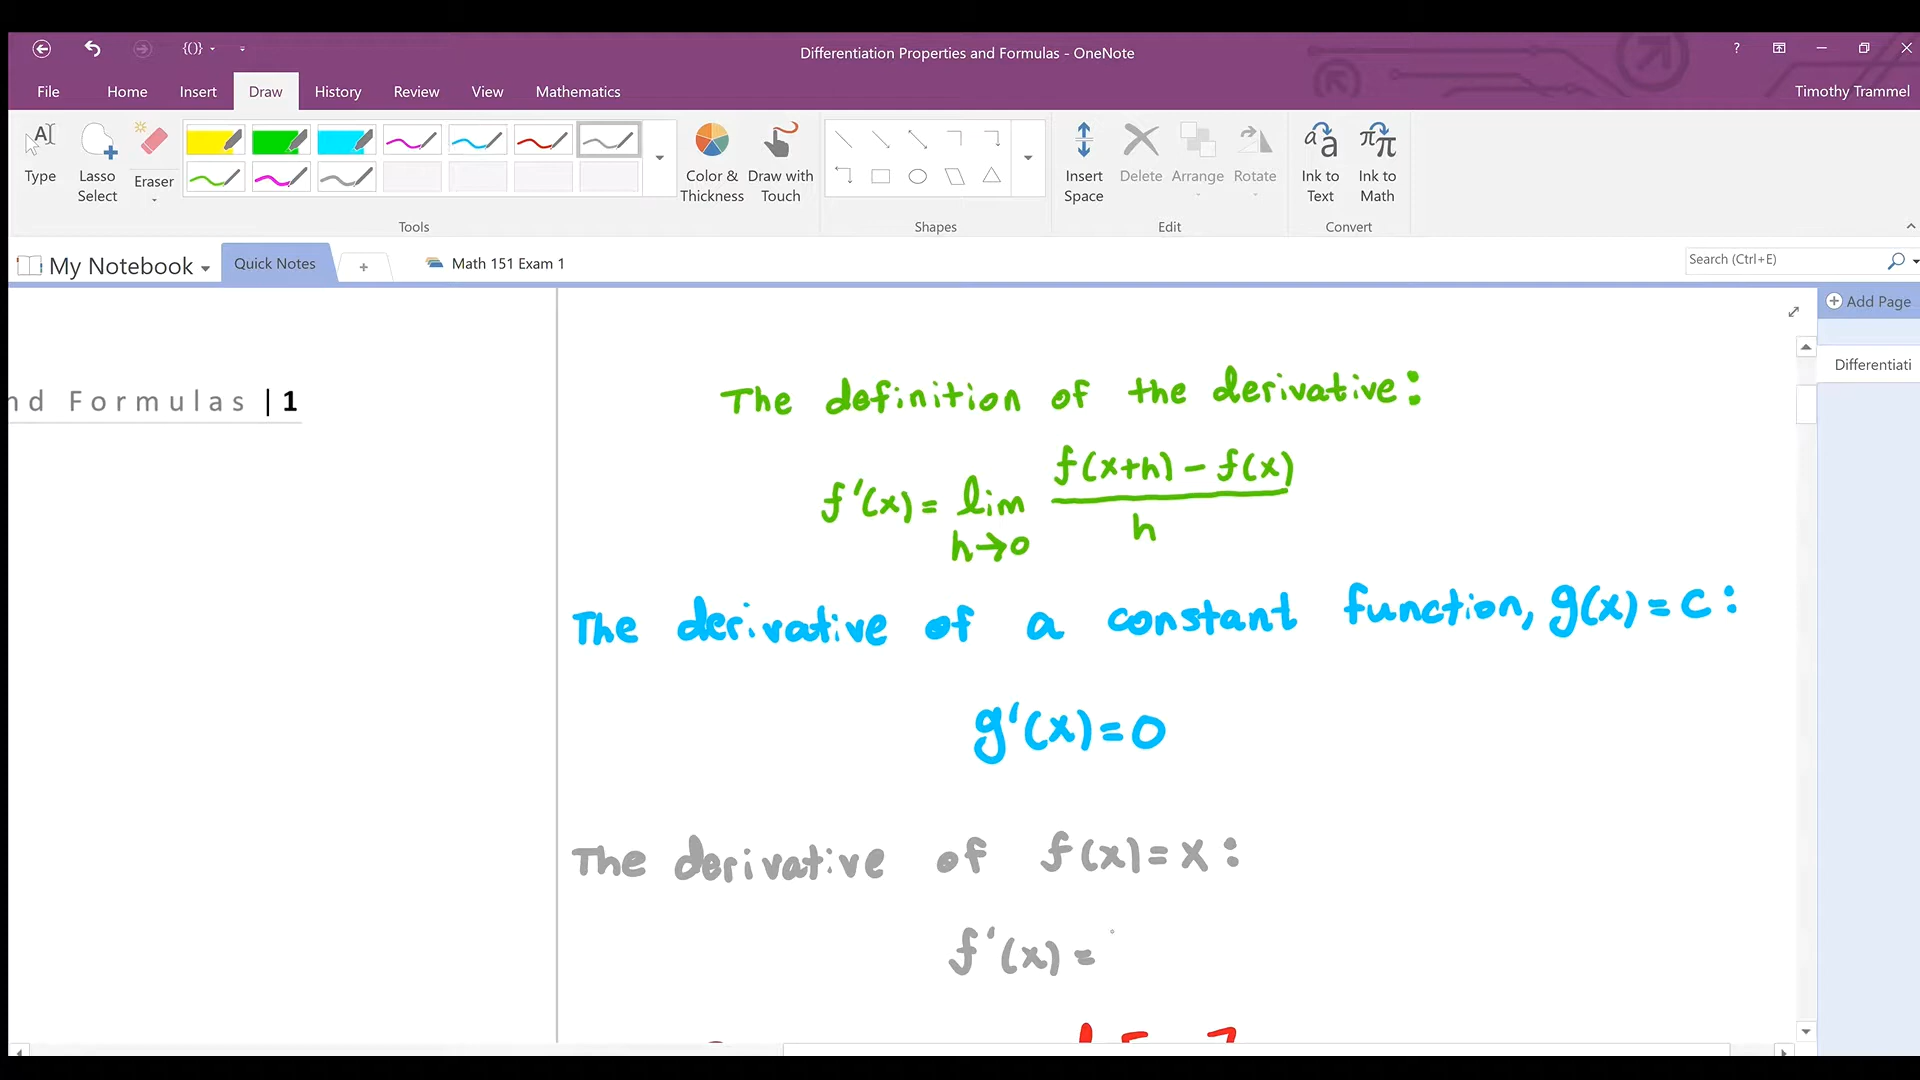 Differentiation Properties and Formulas - OneNote
?
File Home Insert Draw History Review View Mathematics
Timothy Trammel
Type
Lasso Select
Eraser
Color & Thickness
Draw with Touch
Insert Space
Delete
Arrange
Rotate
Ink to Text
Ink to Math
Tools
Shapes
Edit
Convert
My Notebook
Quick Notes
+
Math 151 Exam 1
Search (Ctrl+E)
Add Page
Differentiati
nd Formulas | 1
The definition of the derivative:
f'(x) = lim h→0 f(x+h) - f(x) / h
The derivative of a constant function, g(x) = c:
g'(x) = 0
The derivative of f(x) = x:
f'(x) =